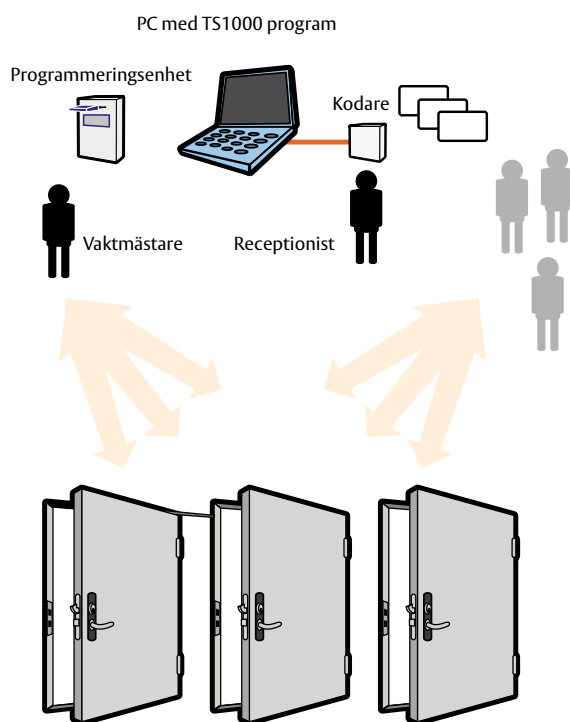 PC med TS1000 program
Programmeringsenhet
Kodare
Vaktmästare
Receptionist